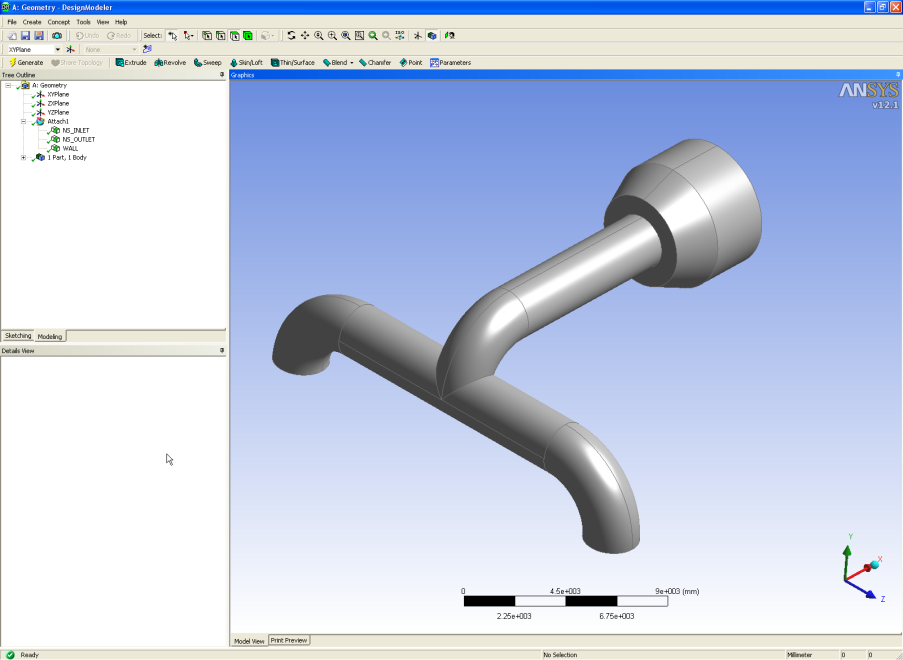 A: Geometry - DesignModeler
File Create Concept Tools View Help
Undo Redo Select: ISO
XYPlane None
Generate Share Topology Extrude Revolve Sweep Skin/Loft Thin/Surface Blend Chamfer Point Parameters
Tree Outline
A: Geometry
XYPlane
ZXPlane
YZPlane
Attach1
NS_INLET
NS_OUTLET
WALL
1 Part, 1 Body
Sketching Modeling
Details View
Graphics
ANSYS
v12.1
Y
X
Z
0 4.5e+003 9e+003 (mm)
2.25e+003 6.75e+003
Model View Print Preview
Ready No Selection Millimeter 0 0